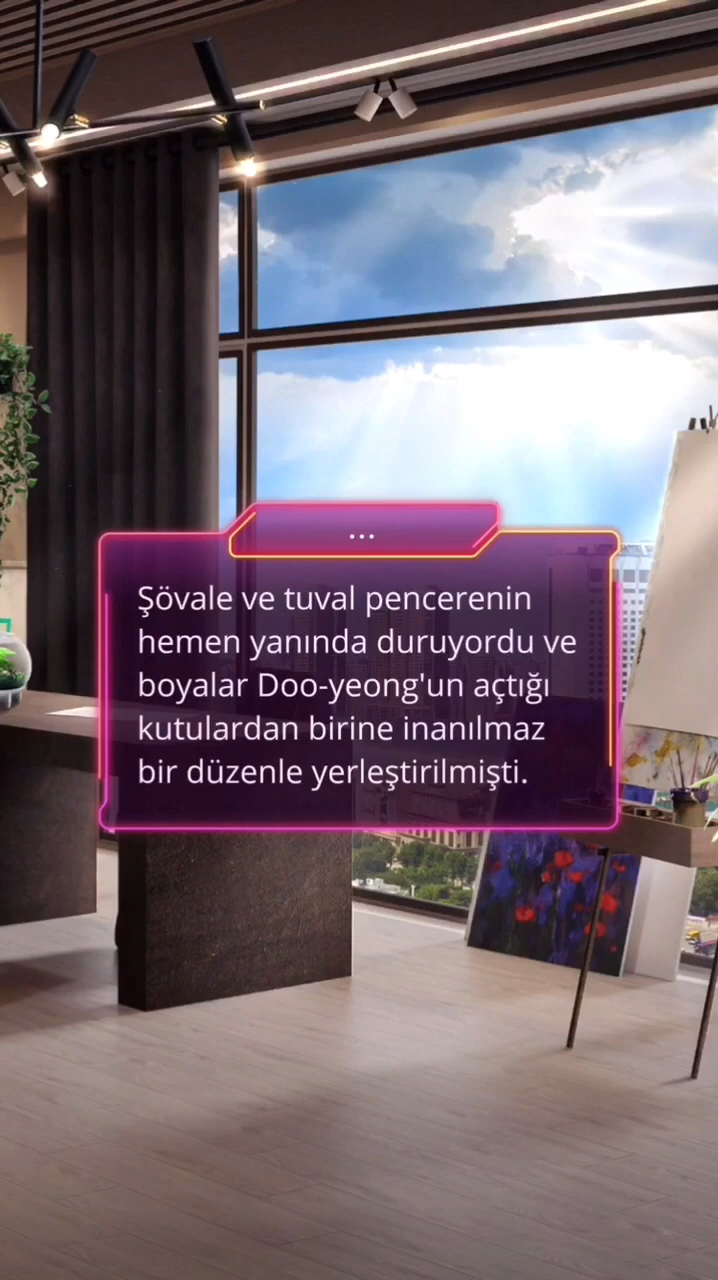 ...
Şövale ve tuval pencerenin
hemen yanında duruyordu ve
boyalar Doo-yeong'un açtığı
kutulardan birine inanılmaz
bir düzenle yerleştirilmişti.